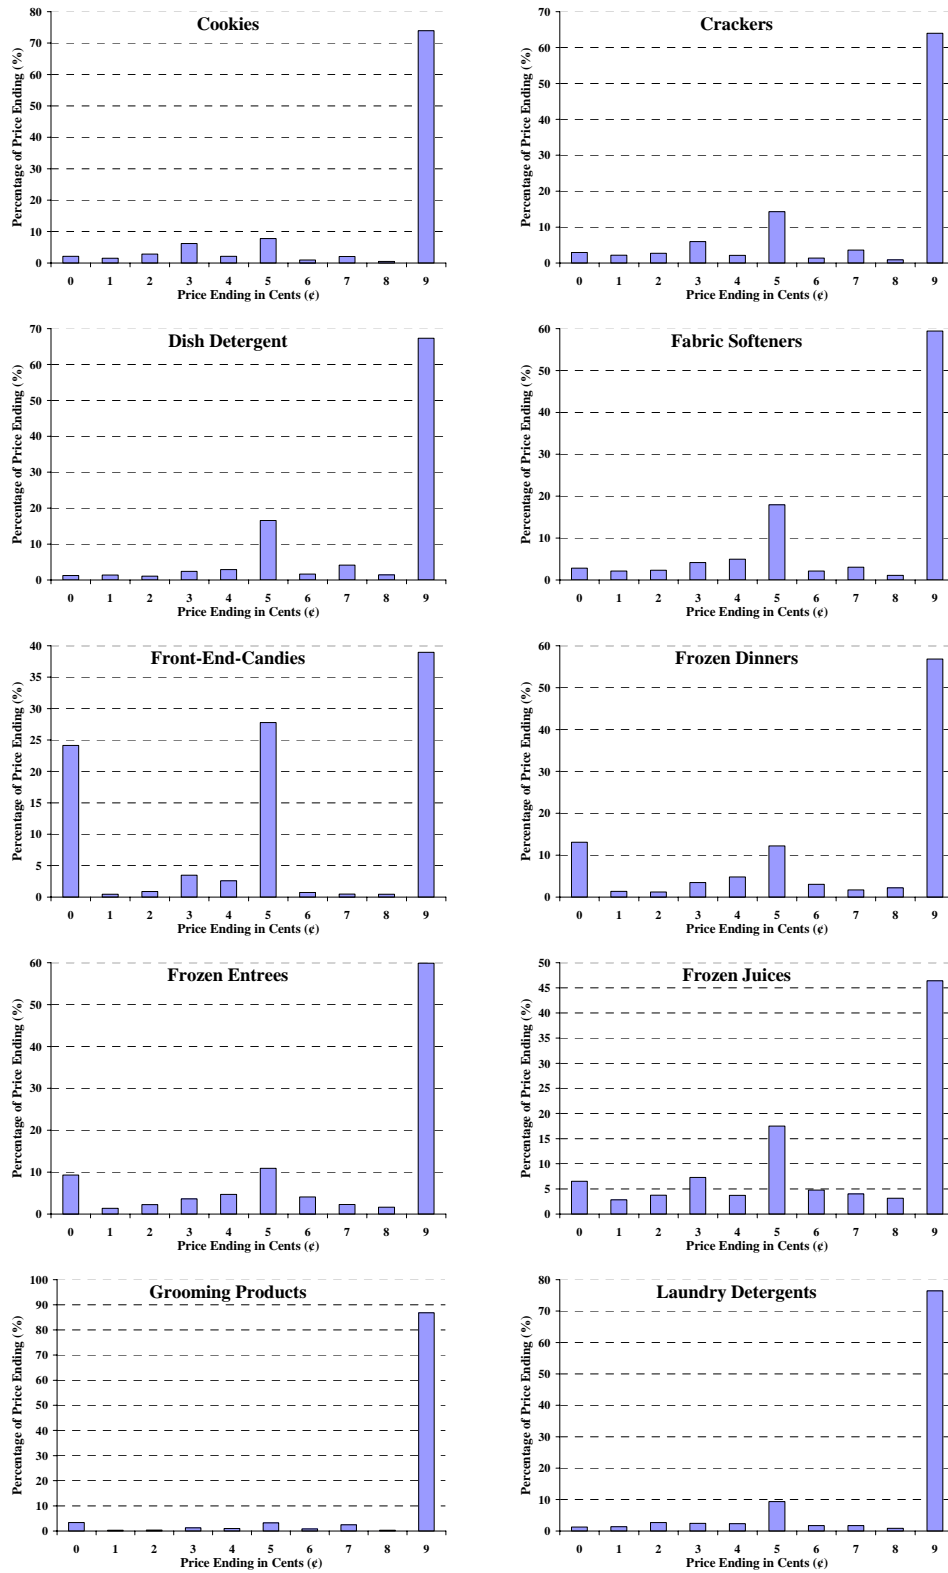 Cookies
Percentage of Price Ending (%)
80
70
60
50
40
30
20
10
0
0 1 2 3 4 5 6 7 8 9
Price Ending in Cents (¢)
Crackers
Percentage of Price Ending (%)
70
60
50
40
30
20
10
0
0 1 2 3 4 5 6 7 8 9
Price Ending in Cents (¢)
Dish Detergent
Percentage of Price Ending (%)
70
60
50
40
30
20
10
0
0 1 2 3 4 5 6 7 8 9
Price Ending in Cents (¢)
Fabric Softeners
Percentage of Price Ending (%)
60
50
40
30
20
10
0
0 1 2 3 4 5 6 7 8 9
Price Ending in Cents (¢)
Front-End-Candies
Percentage of Price Ending (%)
40
35
30
25
20
15
10
5
0
0 1 2 3 4 5 6 7 8 9
Price Ending in Cents (¢)
Frozen Dinners
Percentage of Price Ending (%)
60
50
40
30
20
10
0
0 1 2 3 4 5 6 7 8 9
Price Ending in Cents (¢)
Frozen Entrees
Percentage of Price Ending (%)
60
50
40
30
20
10
0
0 1 2 3 4 5 6 7 8 9
Price Ending in Cents (¢)
Frozen Juices
Percentage of Price Ending (%)
50
45
40
35
30
25
20
15
10
5
0
0 1 2 3 4 5 6 7 8 9
Price Ending in Cents (¢)
Grooming Products
Percentage of Price Ending (%)
100
90
80
70
60
50
40
30
20
10
0
0 1 2 3 4 5 6 7 8 9
Price Ending in Cents (¢)
Laundry Detergents
Percentage of Price Ending (%)
80
70
60
50
40
30
20
10
0
0 1 2 3 4 5 6 7 8 9
Price Ending in Cents (¢)